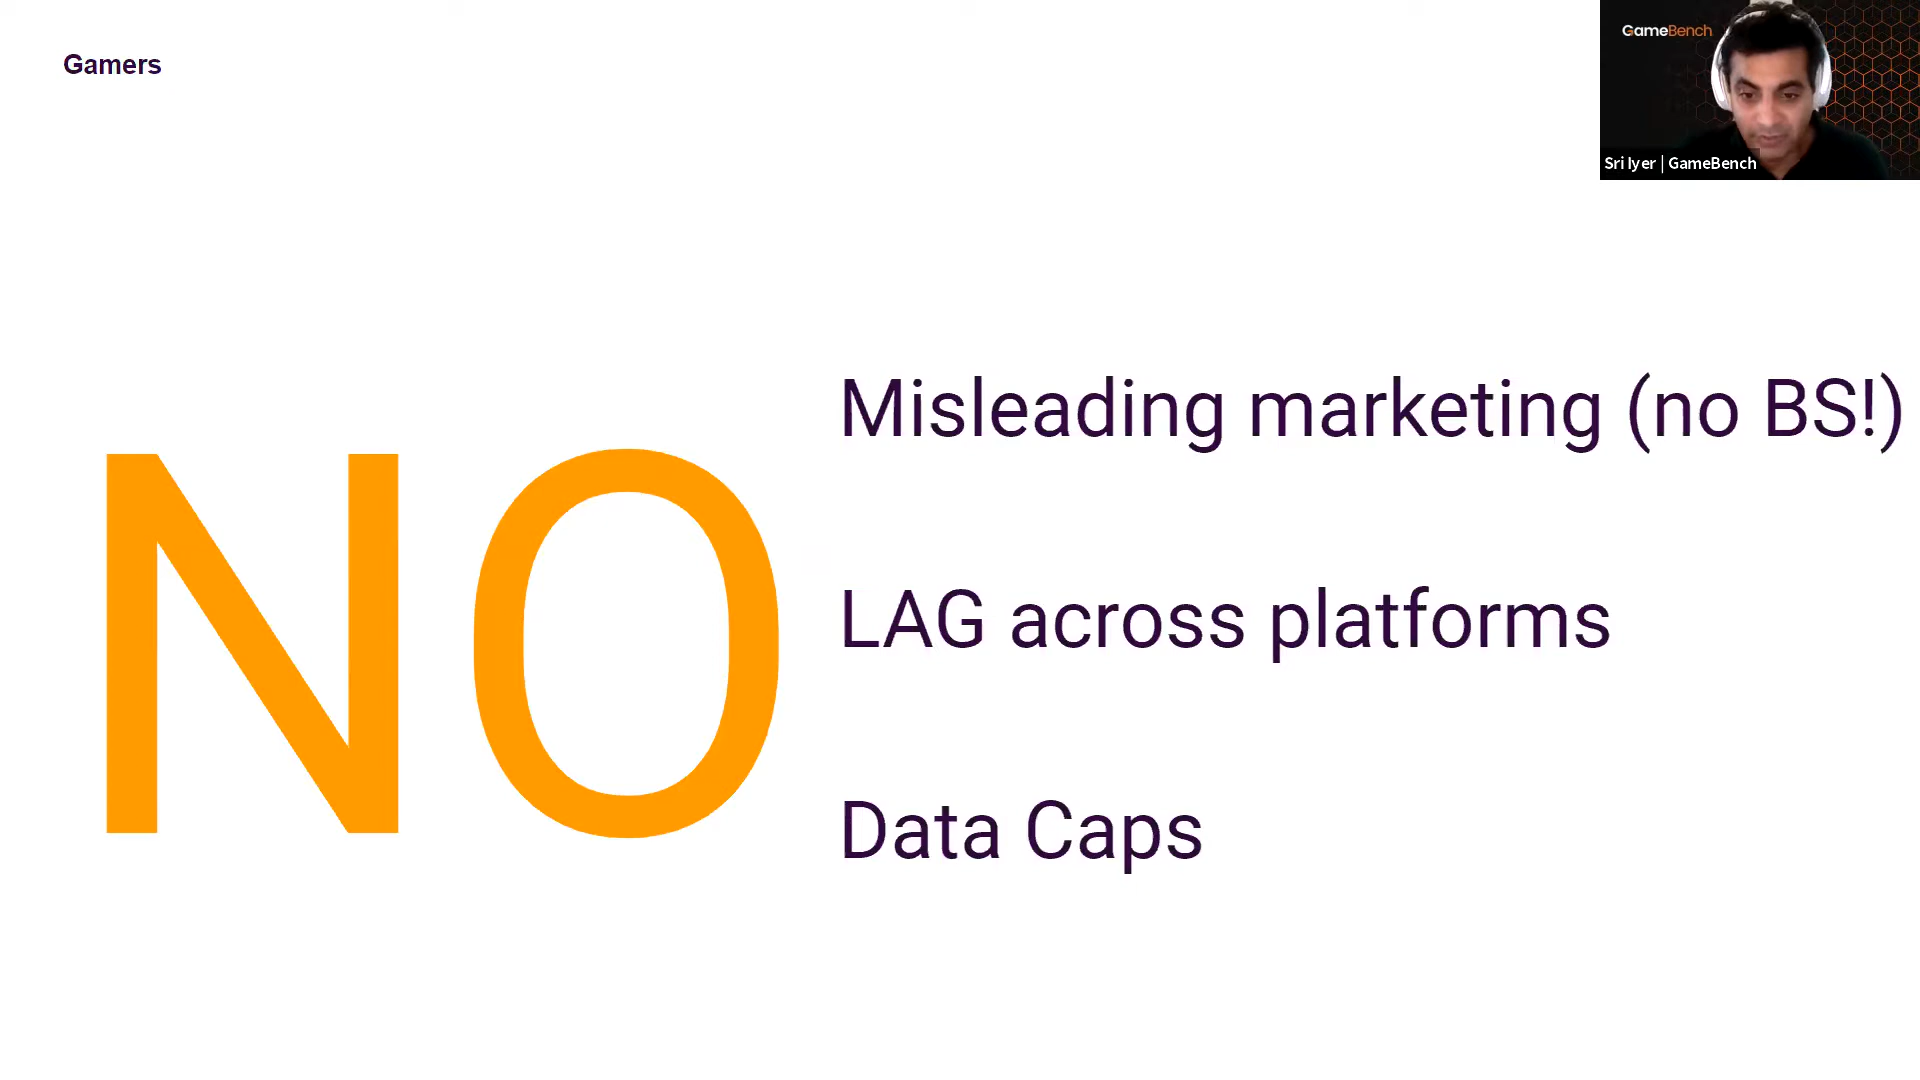 Gamers
GameBench
Sri Iyer | GameBench
NO
Misleading marketing (no BS!)
LAG across platforms
Data Caps